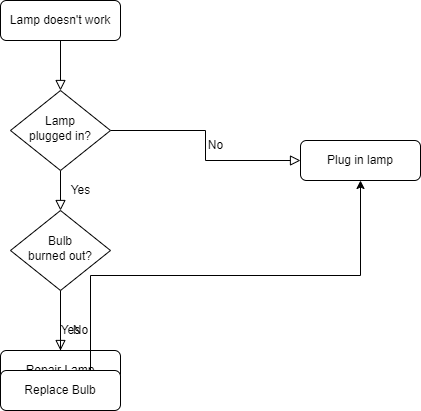 Lamp doesn't work
Lamp
plugged in?
No
Plug in lamp
Yes
Bulb
burned out?
Yes
No
Repair Lamp
Replace Bulb